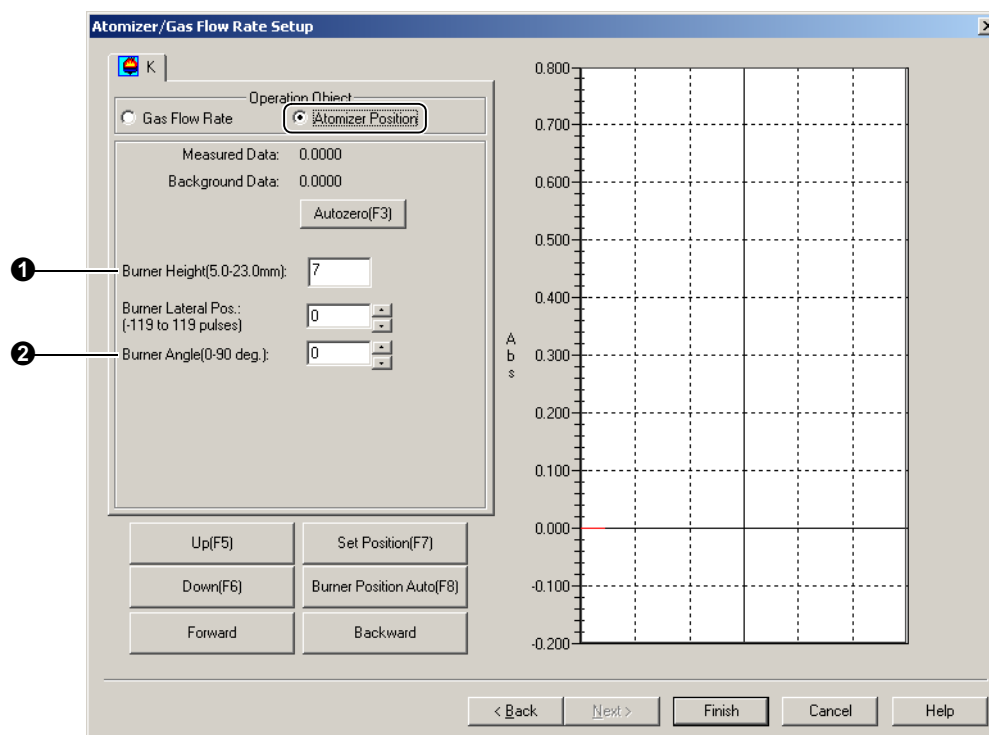 Atomizer/Gas Flow Rate Setup
K
Operation Object
Gas Flow Rate
Atomizer Position
Measured Data: 0.0000
Background Data: 0.0000
Autozero(F3)
❶
Burner Height(5.0-23.0mm): 7
Burner Lateral Pos.:
(-119 to 119 pulses)
0
❷
Burner Angle(0-90 deg.): 0
Up(F5)
Set Position(F7)
Down(F6)
Burner Position Auto(F8)
Forward
Backward
Abs
0.800
0.700
0.600
0.500
0.400
0.300
0.200
0.100
0.000
-0.100
-0.200
< Back
Next >
Finish
Cancel
Help